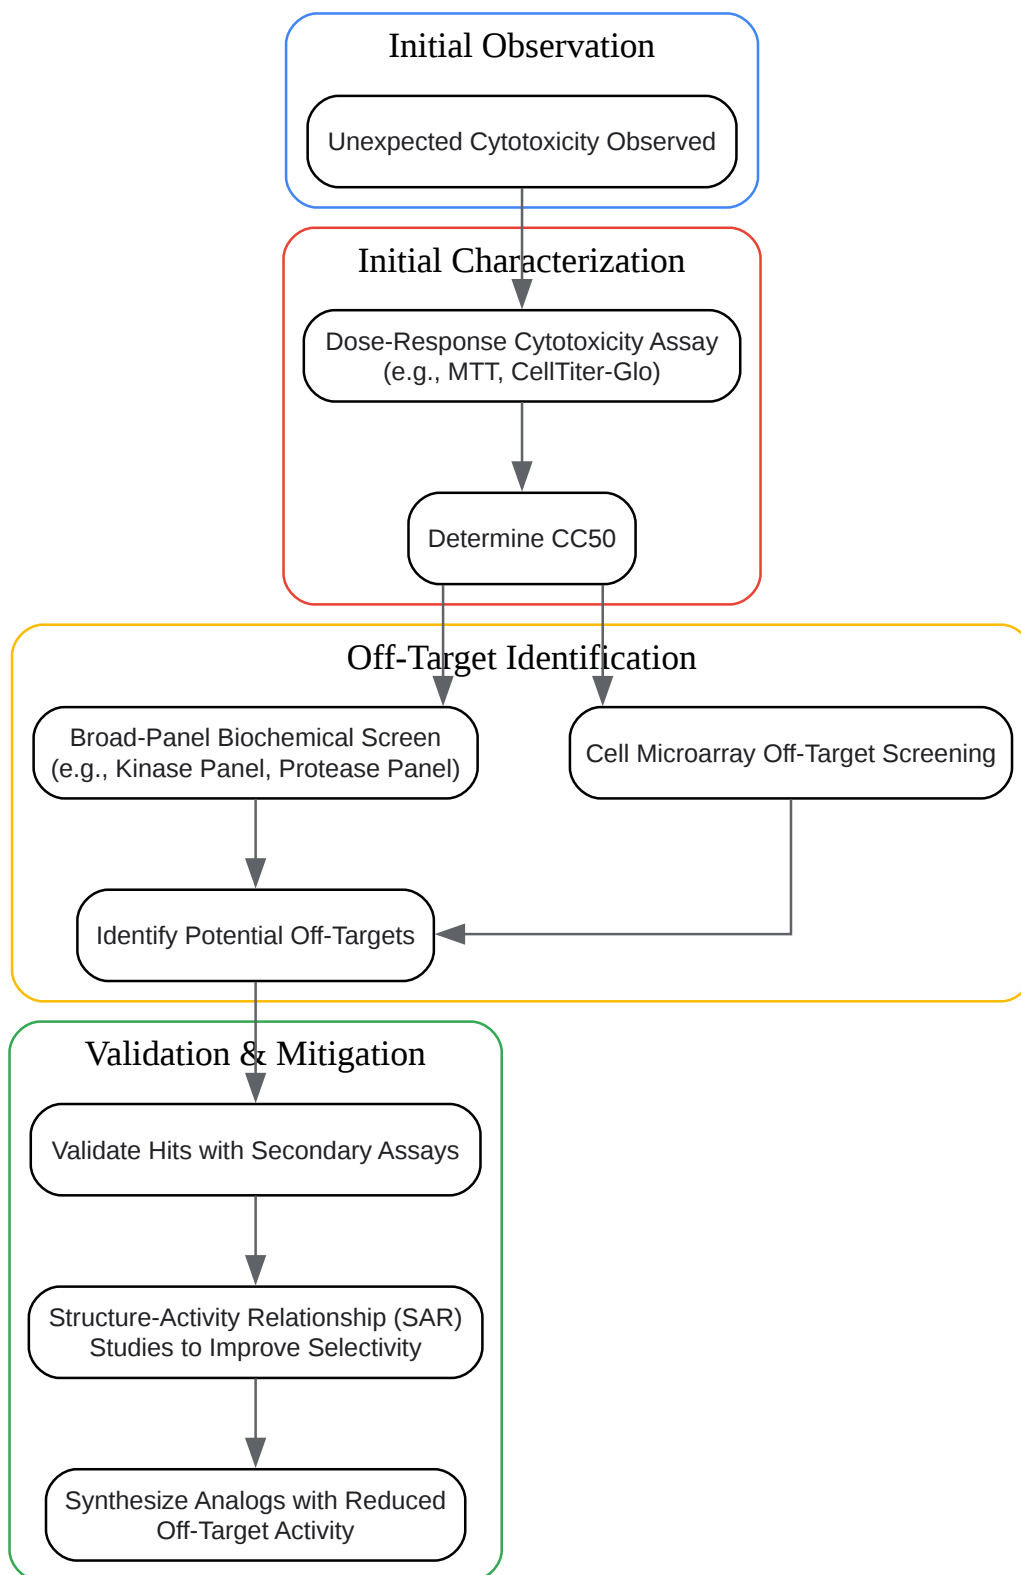 Initial Observation
Unexpected Cytotoxicity Observed
Initial Characterization
Dose-Response Cytotoxicity Assay
(e.g., MTT, CellTiter-Glo)
Determine CC50
Off-Target Identification
Broad-Panel Biochemical Screen
(e.g., Kinase Panel, Protease Panel)
Cell Microarray Off-Target Screening
Identify Potential Off-Targets
Validation & Mitigation
Validate Hits with Secondary Assays
Structure-Activity Relationship (SAR)
Studies to Improve Selectivity
Synthesize Analogs with Reduced
Off-Target Activity